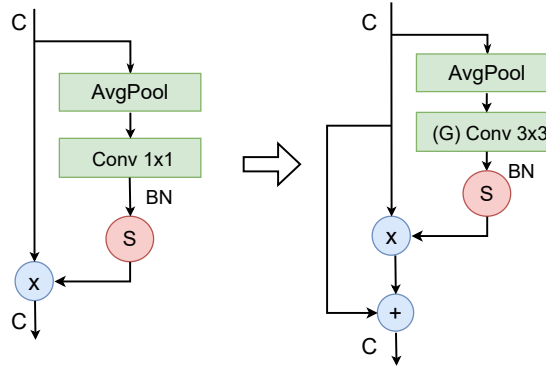 C
AvgPool
Conv 1x1
BN
S
x
C
C
AvgPool
(G) Conv 3x3
BN
S
x
+
C